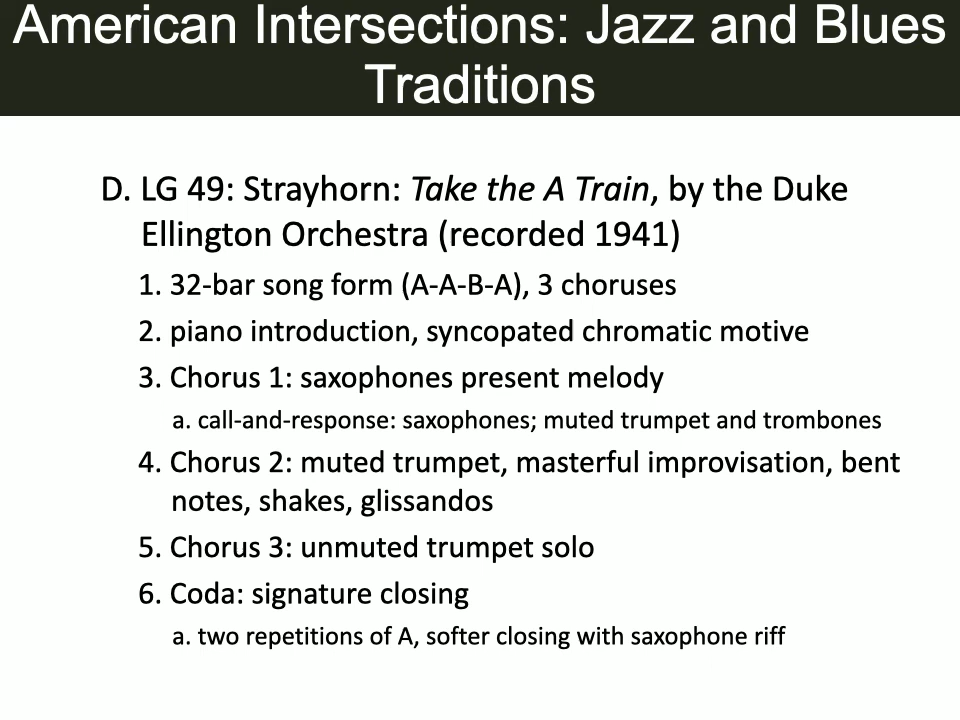 American Intersections: Jazz and Blues
Traditions
D. LG 49: Strayhorn: Take the A Train, by the Duke
Ellington Orchestra (recorded 1941)
1. 32-bar song form (A-A-B-A), 3 choruses
2. piano introduction, syncopated chromatic motive
3. Chorus 1: saxophones present melody
a. call-and-response: saxophones; muted trumpet and trombones
4. Chorus 2: muted trumpet, masterful improvisation, bent
notes, shakes, glissandos
5. Chorus 3: unmuted trumpet solo
6. Coda: signature closing
a. two repetitions of A, softer closing with saxophone riff